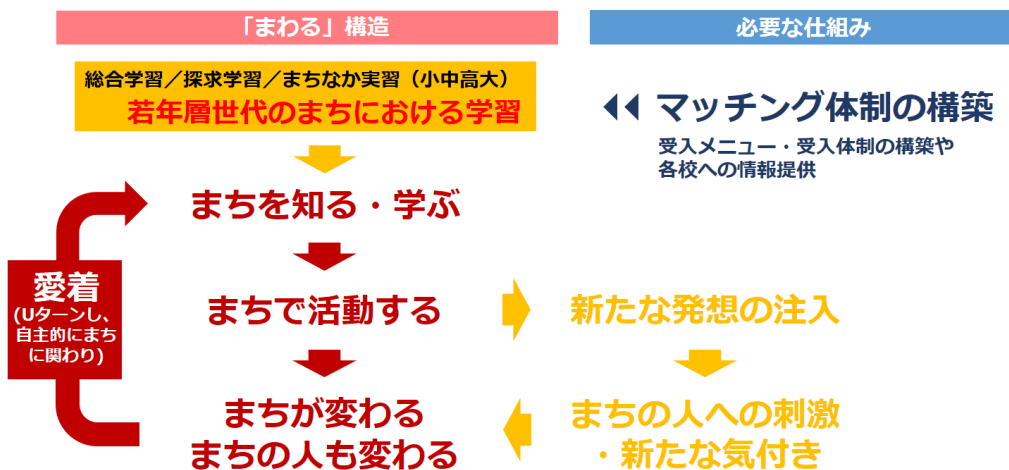 「まわる」構造
必要な仕組み
総合学習／探求学習／まちなか実習（小中高大）
若年層世代のまちにおける学習
マッチング体制の構築
受入メニュー・受入体制の構築や
各校への情報提供
まちを知る・学ぶ
愛着
(Uターンし、
自主的にまち
に関わり)
まちで活動する
新たな発想の注入
まちが変わる
まちの人も変わる
まちの人への刺激
・新たな気付き